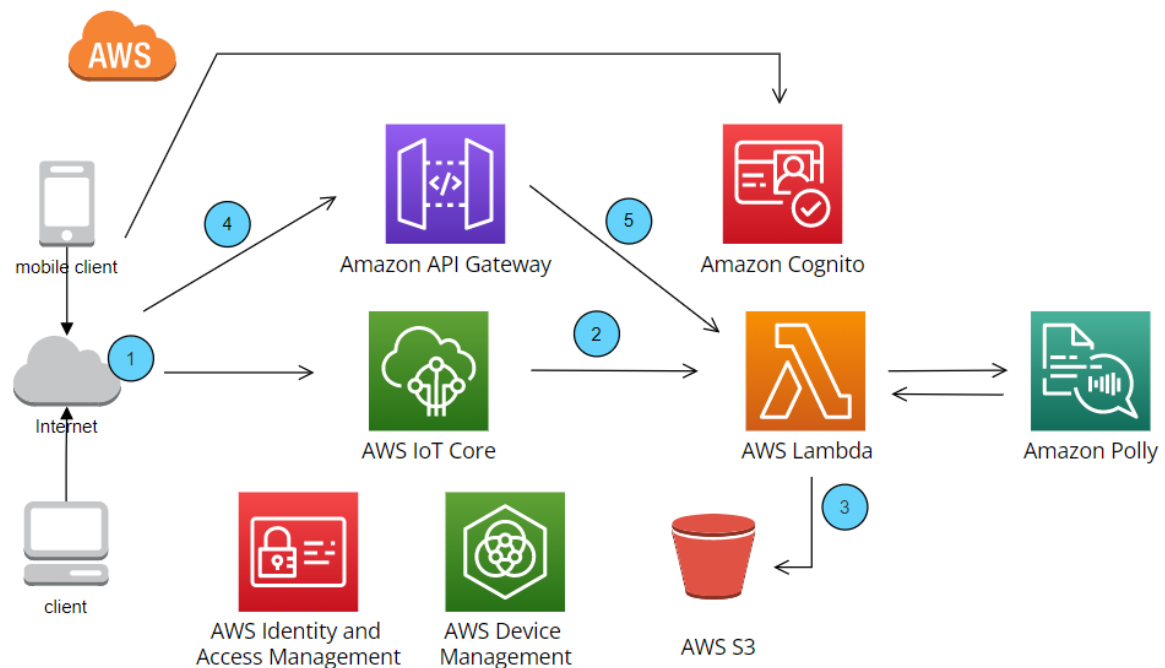 AWS
mobile client
4
Amazon API Gateway
5
Amazon Cognito
1
Internet
AWS IoT Core
2
AWS Lambda
Amazon Polly
3
client
AWS Identity and
Access Management
AWS Device
Management
AWS S3